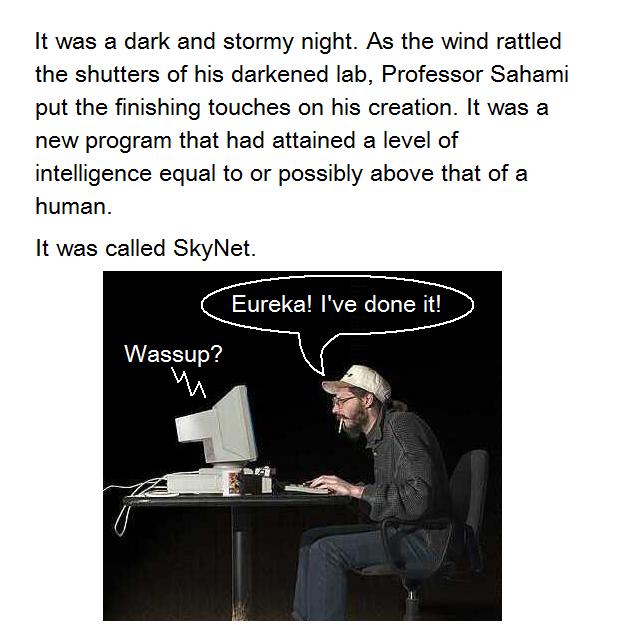 It was a dark and stormy night. As the wind rattled
the shutters of his darkened lab, Professor Sahami
put the finishing touches on his creation. It was a
new program that had attained a level of
intelligence equal to or possibly above that of a
human.
It was called SkyNet.
Eureka! I've done it!
Wassup?